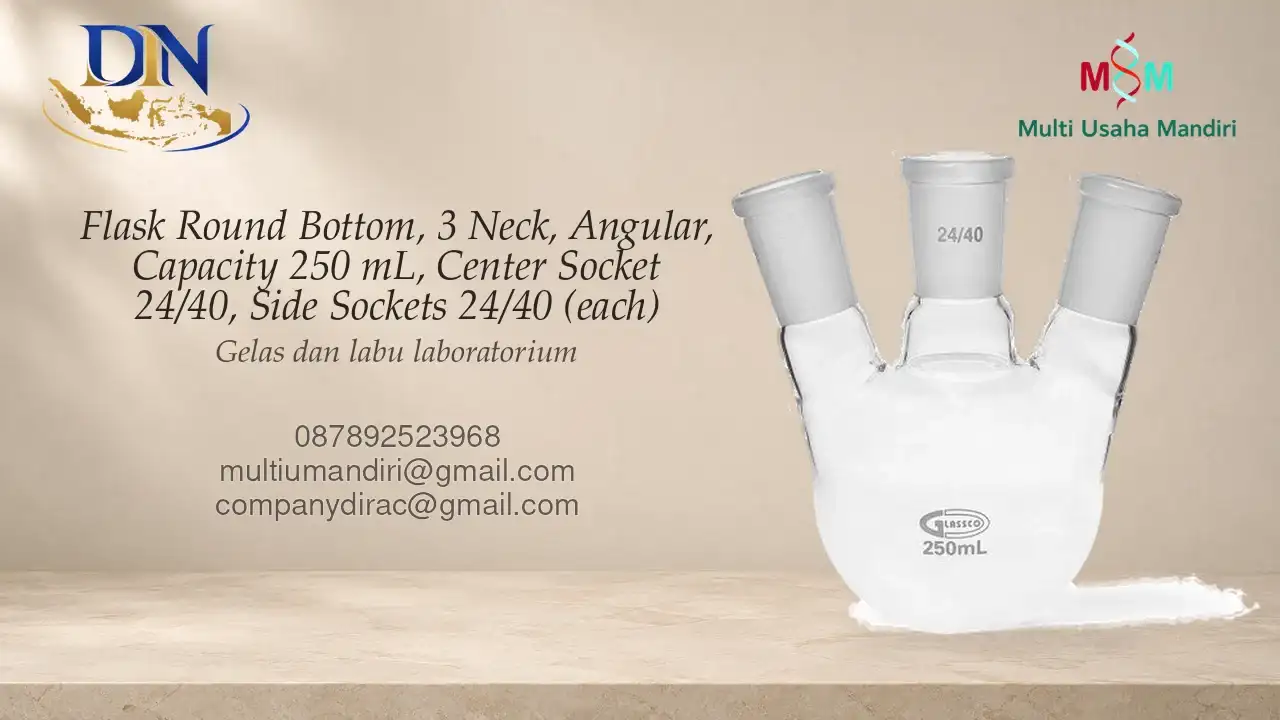 DN
MSM
Multi Usaha Mandiri
Flask Round Bottom, 3 Neck, Angular,
Capacity 250 mL, Center Socket
24/40, Side Sockets 24/40 (each)
Gelas dan labu laboratorium
087892523968
multiumandiri@gmail.com
companydirac@gmail.com
24/40
GLASSCO
250mL